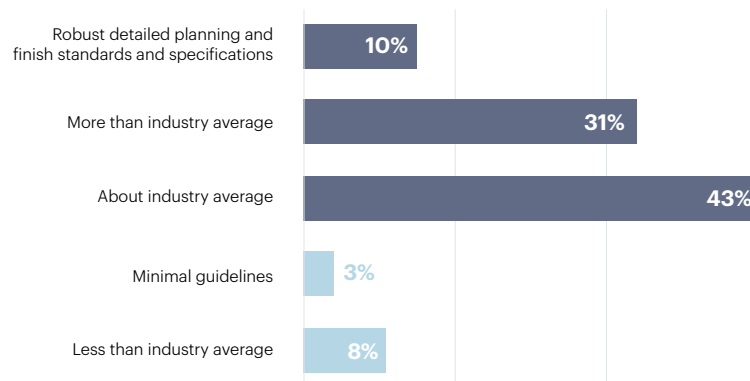 Robust detailed planning and
finish standards and specifications
10%
More than industry average
31%
About industry average
43%
Minimal guidelines
3%
Less than industry average
8%